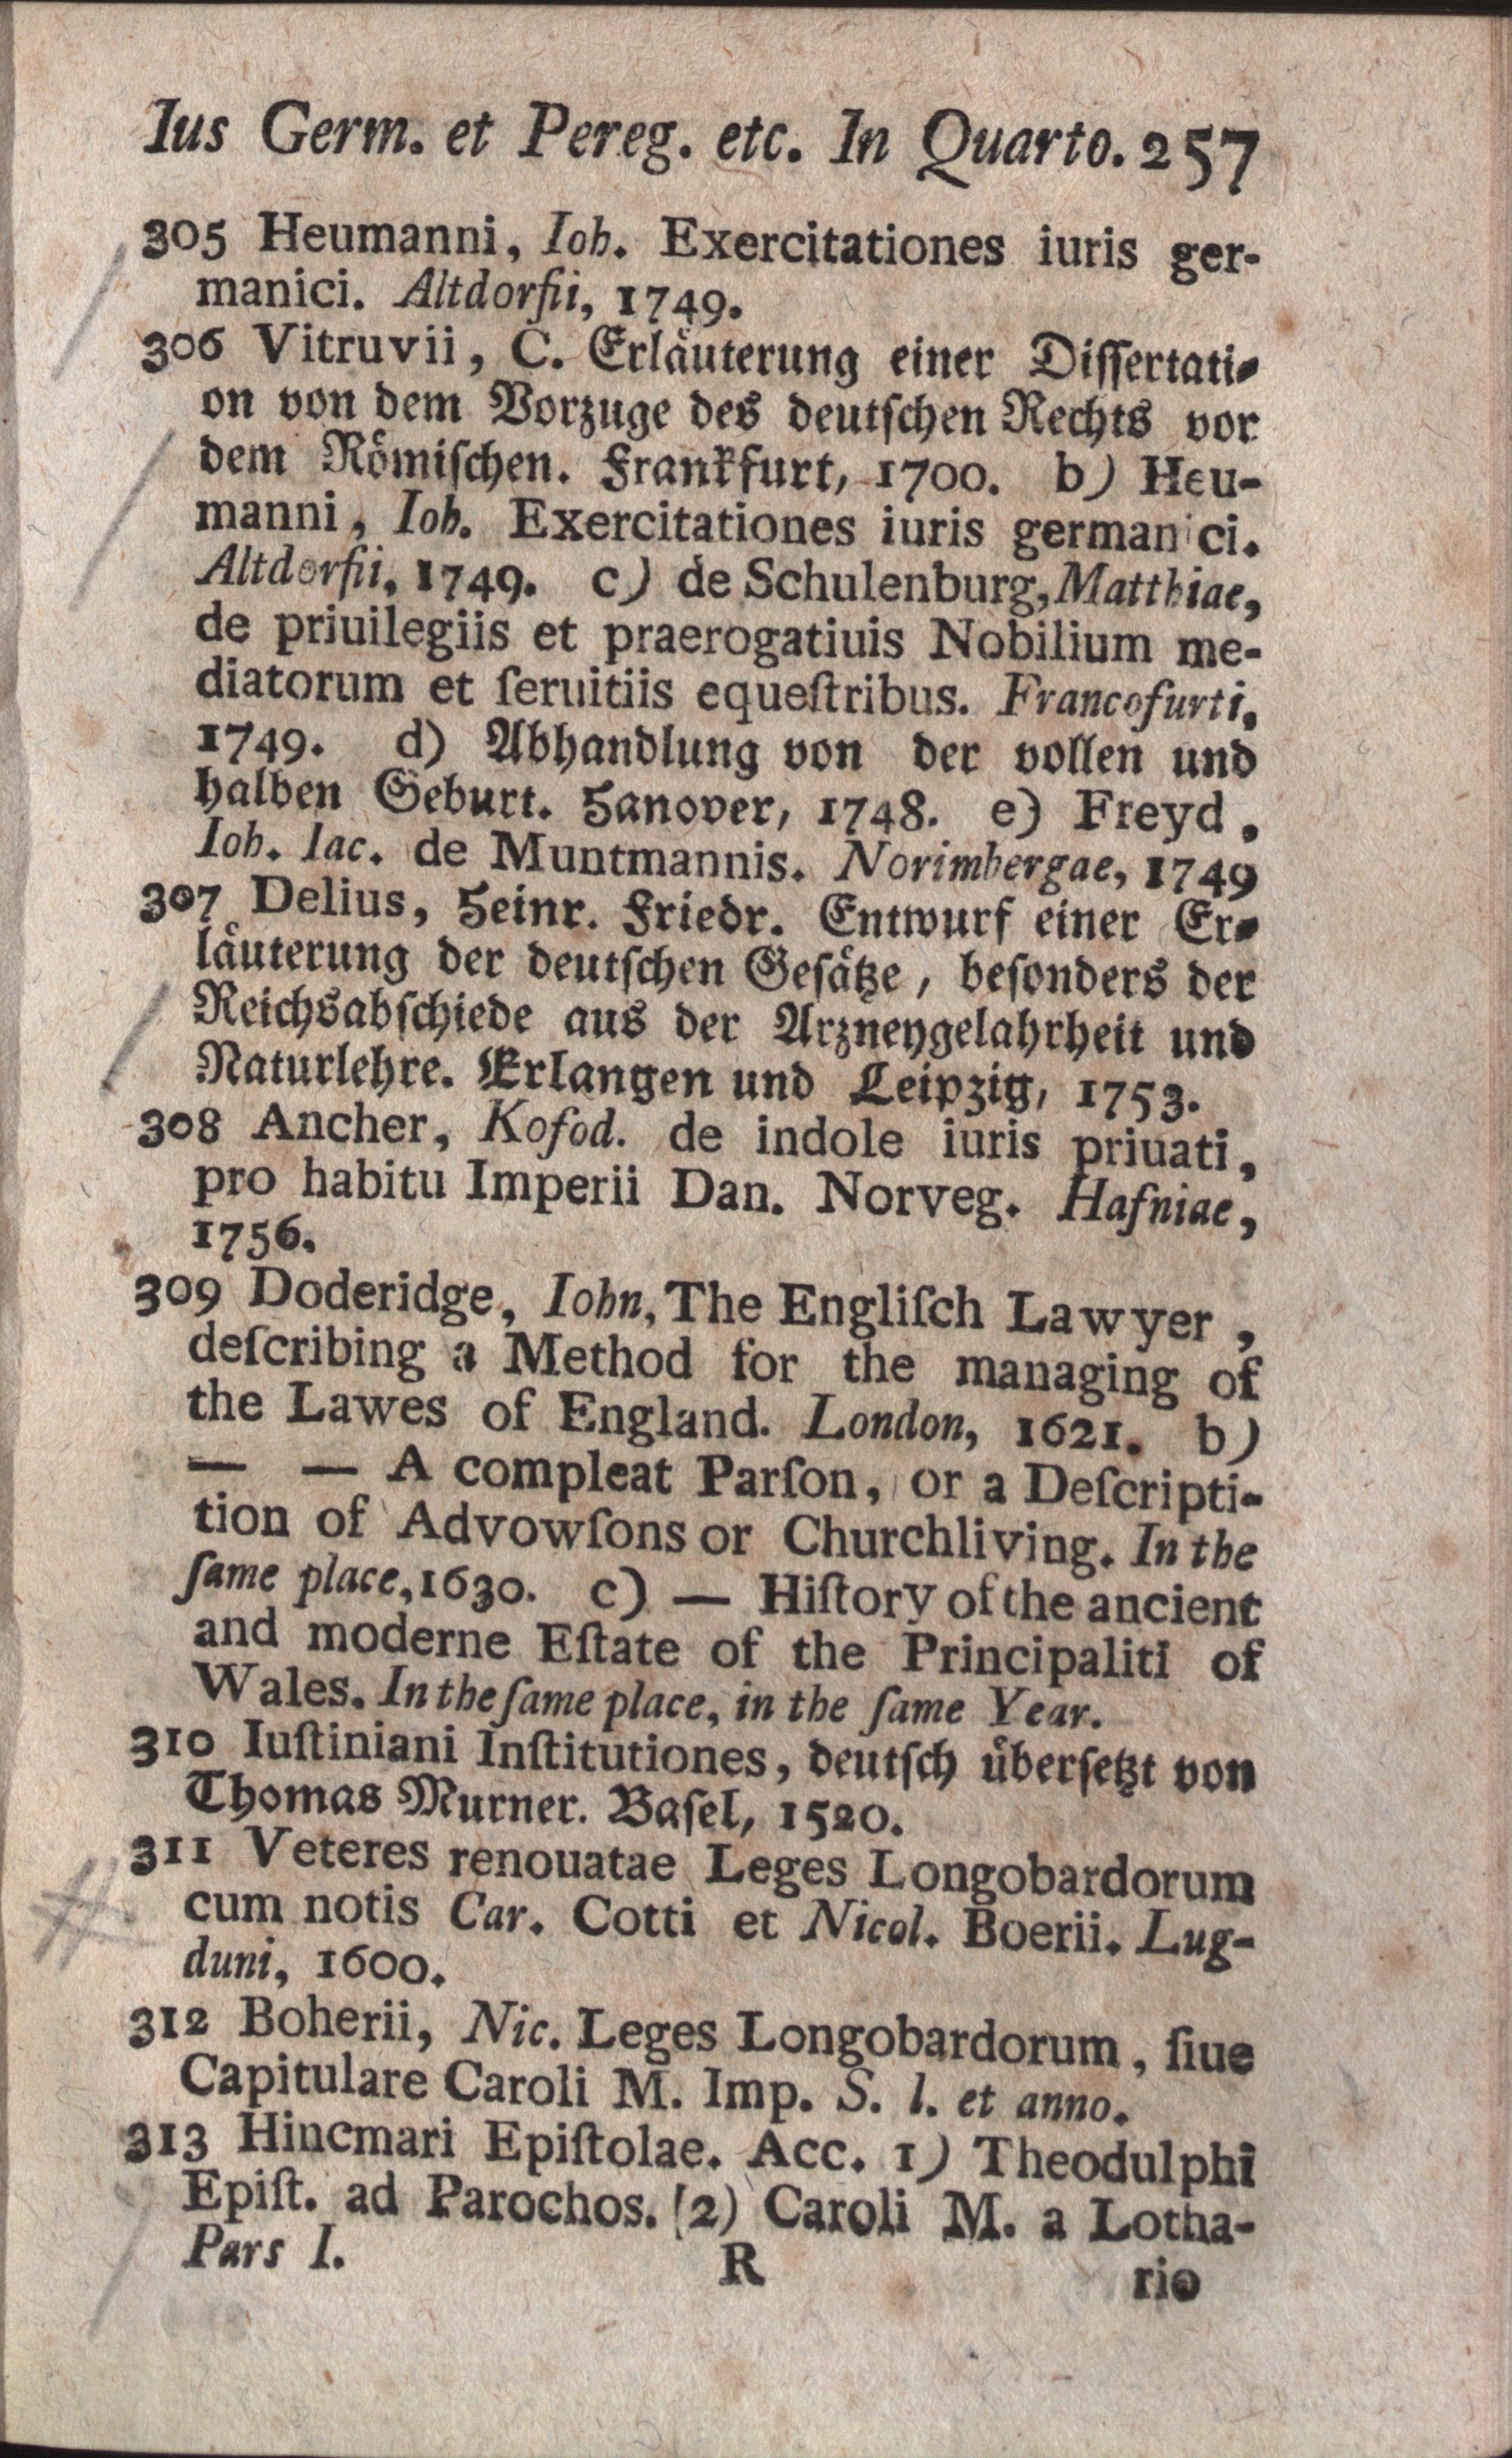 Ius Germ. et Pereg. etc. In Quarto. 257
305 Heumanni, Ioh. Exercitationes iuris ger-
manici. Altdorfii, 1749.
306 Vitruvii, C. Erläuterung einer Dissertati-
on von dem Vorzuge des deutschen Rechts vor
dem Römischen. Frankfurt, 1700. b) Heu-
manni, Ioh. Exercitationes iuris germanici.
Altdorfii, 1749. c) de Schulenburg, Matthiae,
de priuilegiis et praerogatiuis Nobilium me-
diatorum et ſeruitiis equeſtribus. Francofurti,
1749. d) Abhandlung von der vollen und
halben Geburt. Hanover, 1748. e) Freyd,
Ioh. Iac. de Muntmannis. Norimbergae, 1749
307 Delius, Heinr. Friedr. Entwurf einer Er-
läuterung der deutſchen Geſätze, beſonders der
Reichsabſchiede aus der Arzneygelahrheit und
Naturlehre. Erlangen und Leipzig, 1753.
308 Ancher, Kofod. de indole iuris priuati,
pro habitu Imperii Dan. Norveg. Hafniae,
1756.
309 Doderidge, Iohn, The Engliſch Lawyer,
deſcribing a Method for the managing of
the Lawes of England. London, 1621. b)
— — A compleat Parſon, or a Deſcripti-
tion of Advowſons or Churchliving. In the
ſame place, 1630. c) — Hiſtory of the ancient
and moderne Eſtate of the Principaliti of
Wales. In the ſame place, in the ſame Year.
310 Iuſtiniani Inſtitutiones, deutſch überſetzt von
Thomas Murner. Baſel, 1520.
311 Veteres renouatae Leges Longobardorum
cum notis Car. Cotti et Nicol. Boerii. Lug-
duni, 1600.
312 Boherii, Nic. Leges Longobardorum, ſiue
Capitulare Caroli M. Imp. S. l. et anno.
313 Hincmari Epiſtolae. Acc. 1) Theodulphi
Epiſt. ad Parochos. (2) Caroli M. a Lotha-
Pars I. R rio